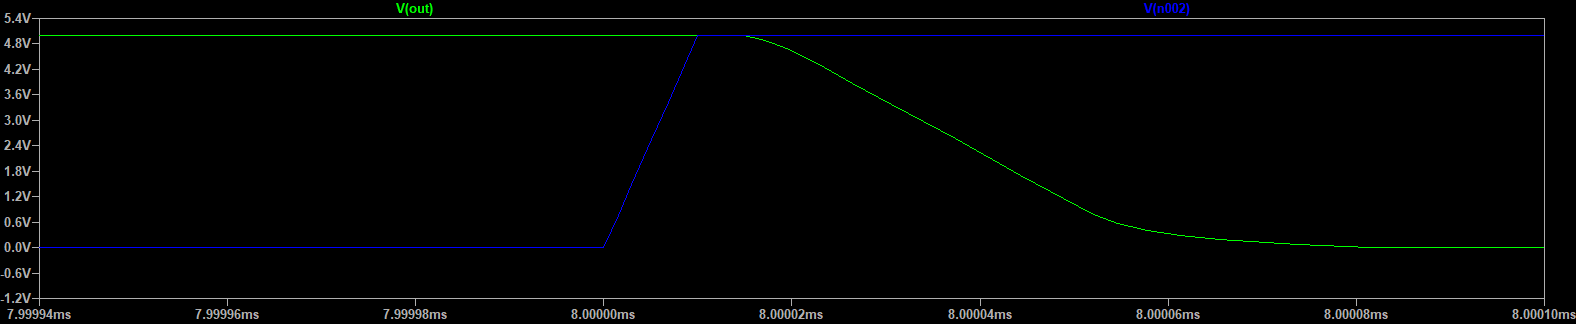 V(out) V(n002)
5.4V
4.8V
4.2V
3.6V
3.0V
2.4V
1.8V
1.2V
0.6V
0.0V
-0.6V
-1.2V
7.99994ms 7.99996ms 7.99998ms 8.00000ms 8.00002ms 8.00004ms 8.00006ms 8.00008ms 8.00010ms